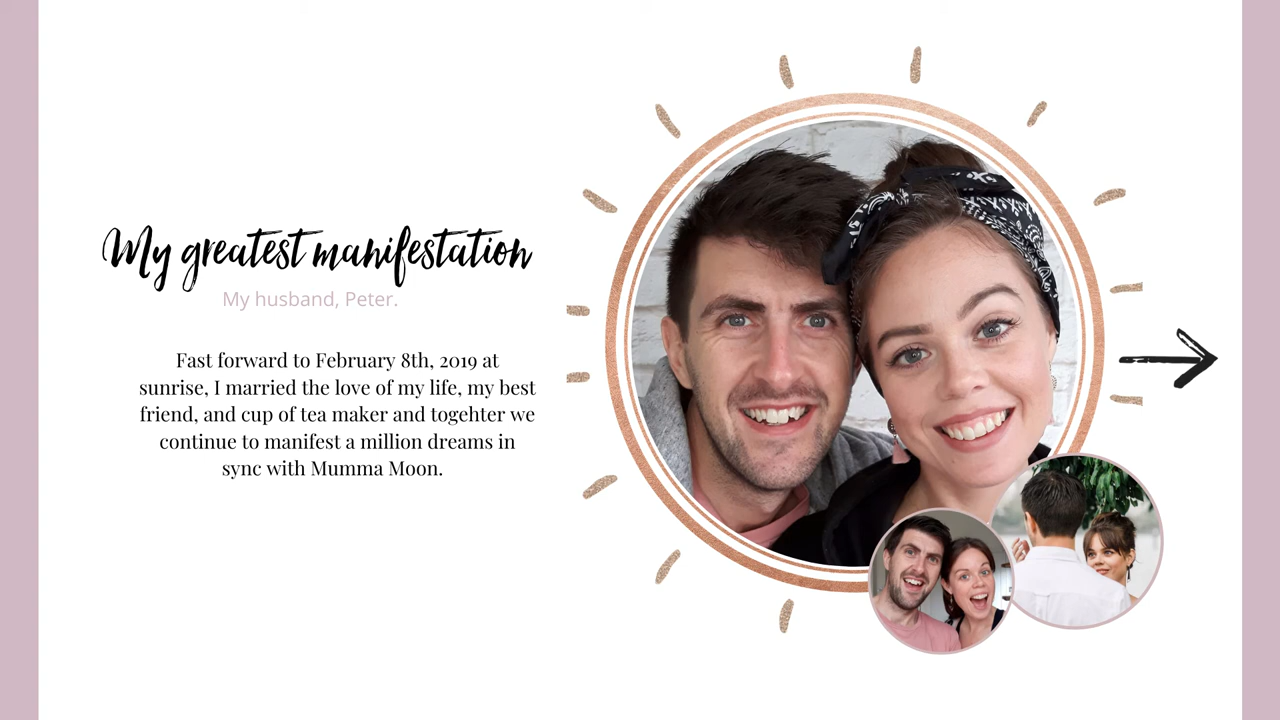 My greatest manifestation
My husband, Peter.
Fast forward to February 8th, 2019 at
sunrise, I married the love of my life, my best
friend, and cup of tea maker and togehter we
continue to manifest a million dreams in
sync with Mumma Moon.